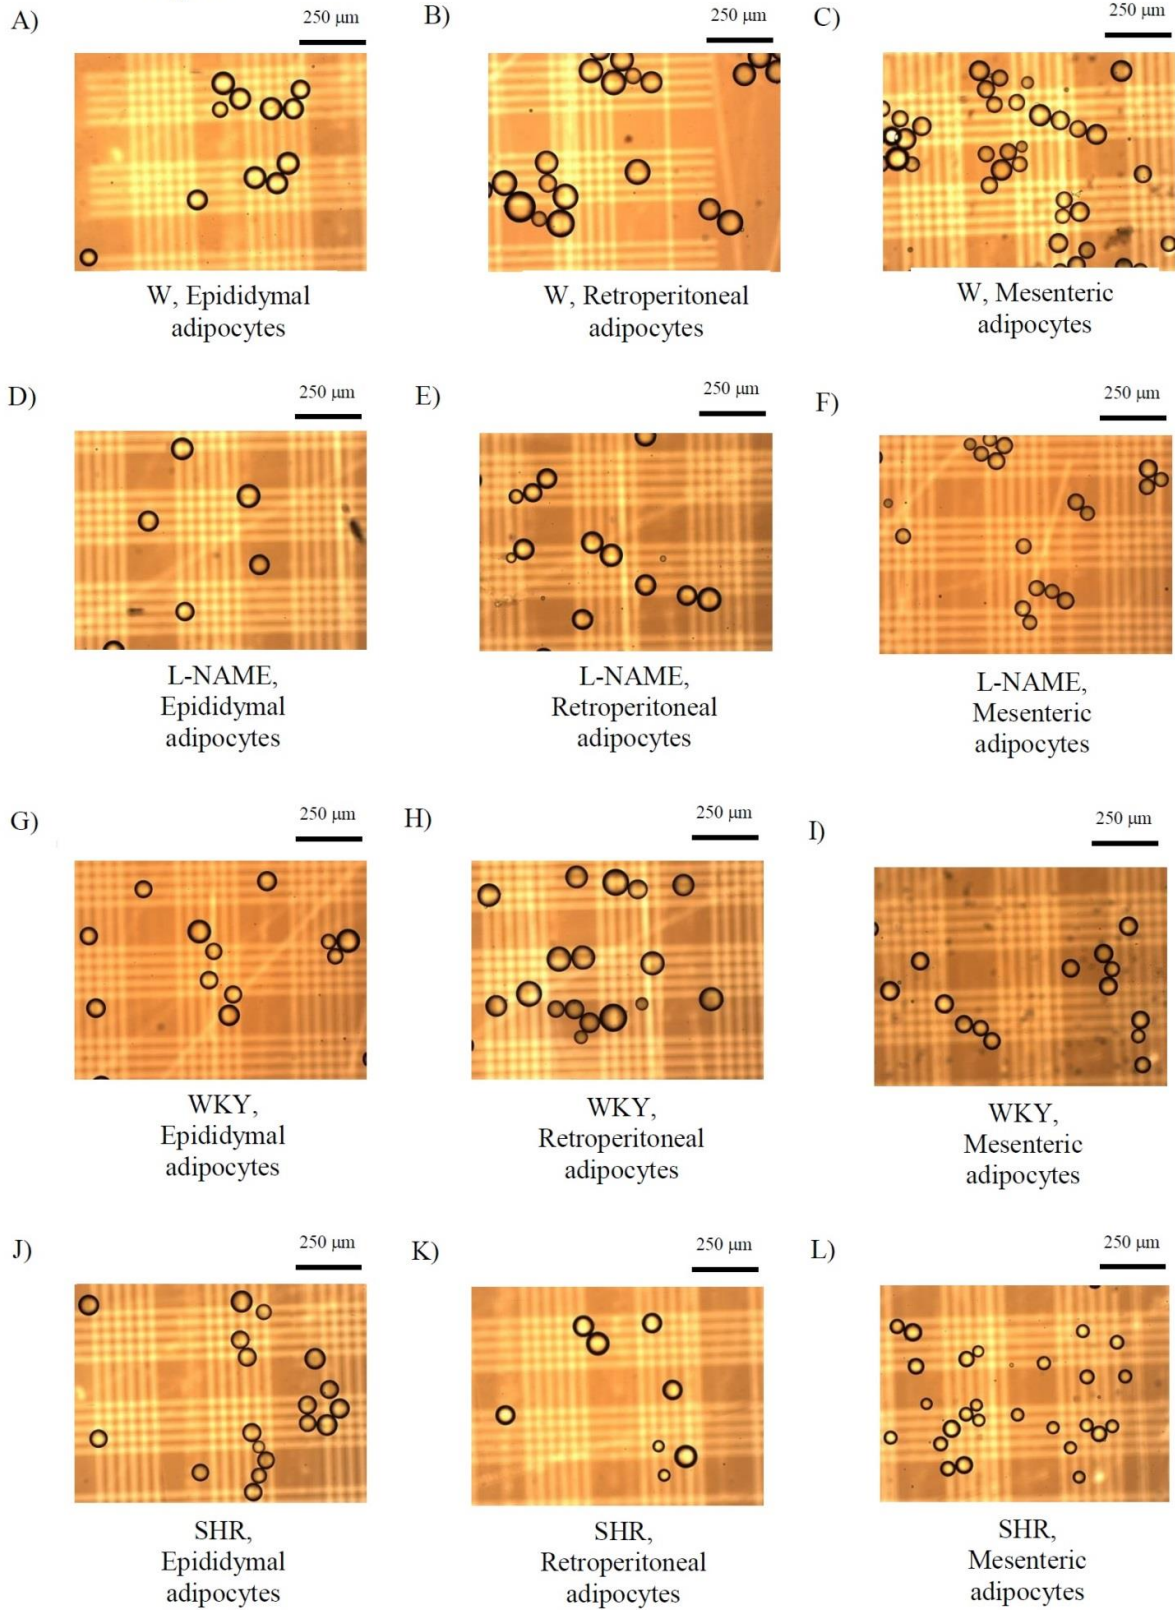 A)
250 μm
W, Epididymal
adipocytes
B)
250 μm
W, Retroperitoneal
adipocytes
C)
250 μm
W, Mesenteric
adipocytes
D)
250 μm
L-NAME,
Epididymal
adipocytes
E)
250 μm
L-NAME,
Retroperitoneal
adipocytes
F)
250 μm
L-NAME,
Mesenteric
adipocytes
G)
250 μm
WKY,
Epididymal
adipocytes
H)
250 μm
WKY,
Retroperitoneal
adipocytes
I)
250 μm
WKY,
Mesenteric
adipocytes
J)
250 μm
SHR,
Epididymal
adipocytes
K)
250 μm
SHR,
Retroperitoneal
adipocytes
L)
250 μm
SHR,
Mesenteric
adipocytes